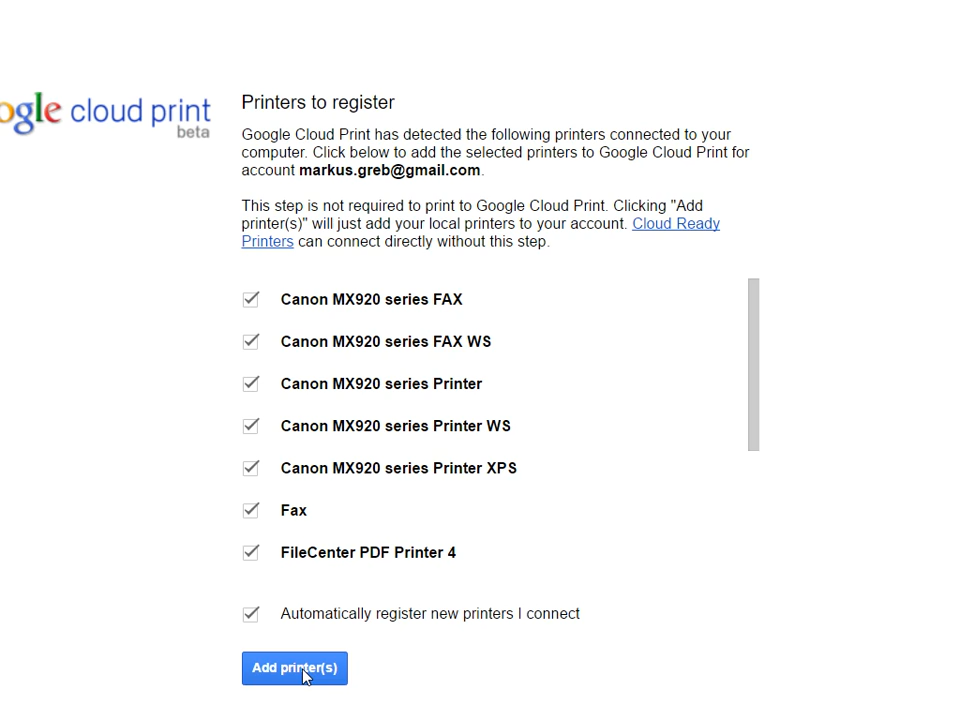 ogle cloud print
beta
Printers to register
Google Cloud Print has detected the following printers connected to your
computer. Click below to add the selected printers to Google Cloud Print for
account markus.greb@gmail.com.
This step is not required to print to Google Cloud Print. Clicking "Add
printer(s)" will just add your local printers to your account. Cloud Ready
Printers can connect directly without this step.
Canon MX920 series FAX
Canon MX920 series FAX WS
Canon MX920 series Printer
Canon MX920 series Printer WS
Canon MX920 series Printer XPS
Fax
FileCenter PDF Printer 4
Automatically register new printers I connect
Add printer(s)